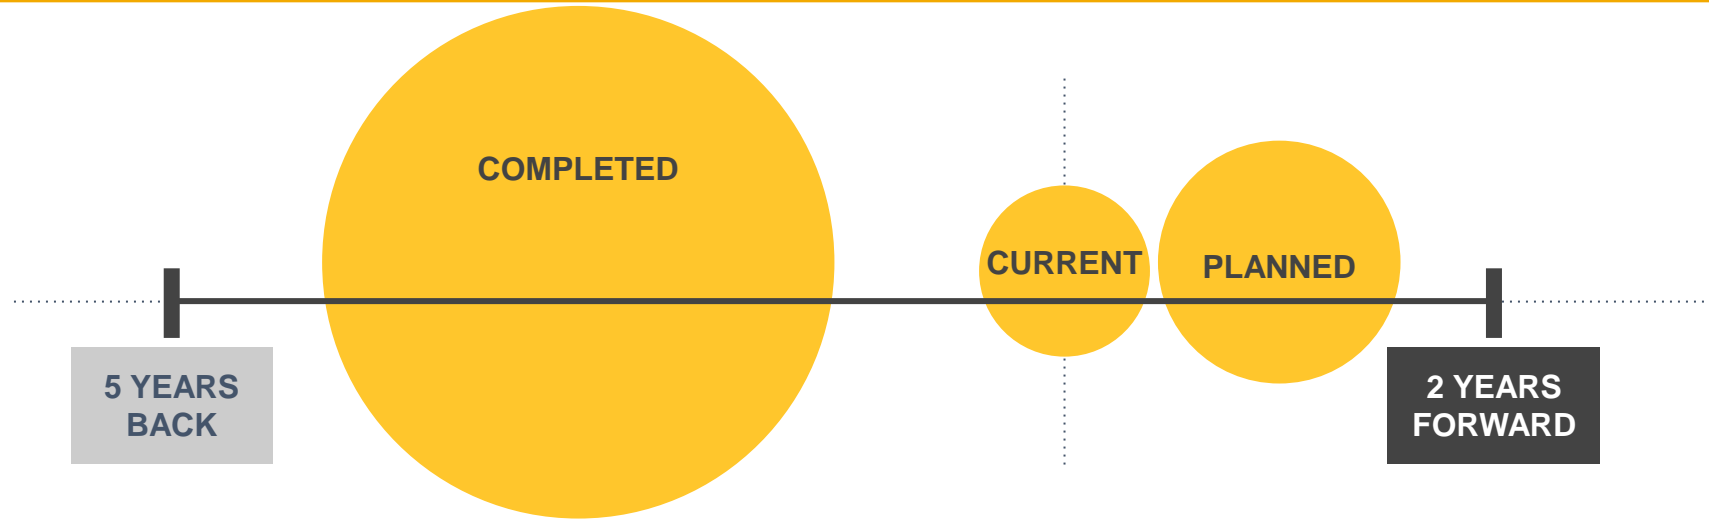 COMPLETED
CURRENT
PLANNED
5 YEARS
BACK
2 YEARS
FORWARD